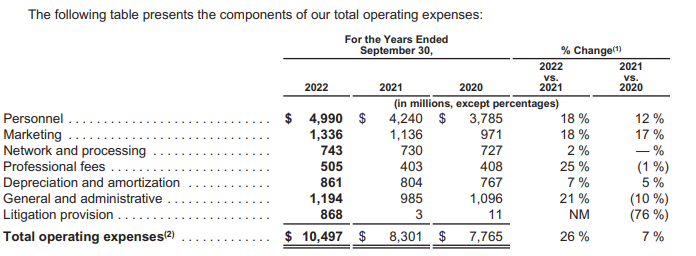 The following table presents the components of our total operating expenses:
For the Years Ended
September 30,
% Change(1)
2022
vs.
2021
2021
vs.
2020
2022 2021 2020
(in millions, except percentages)
Personnel . . . . . . . . . . . . . . . . . . . . . . . . . . . . . $ 4,990 $ 4,240 $ 3,785 18 % 12 %
Marketing . . . . . . . . . . . . . . . . . . . . . . . . . . . . . 1,336 1,136 971 18 % 17 %
Network and processing . . . . . . . . . . . . . . . . . 743 730 727 2 % — %
Professional fees . . . . . . . . . . . . . . . . . . . . . . . 505 403 408 25 % (1 %)
Depreciation and amortization . . . . . . . . . . . . 861 804 767 7 % 5 %
General and administrative . . . . . . . . . . . . . . . 1,194 985 1,096 21 % (10 %)
Litigation provision . . . . . . . . . . . . . . . . . . . . . . 868 3 11 NM (76 %)
Total operating expenses(2) . . . . . . . . . . . . . $ 10,497 $ 8,301 $ 7,765 26 % 7 %